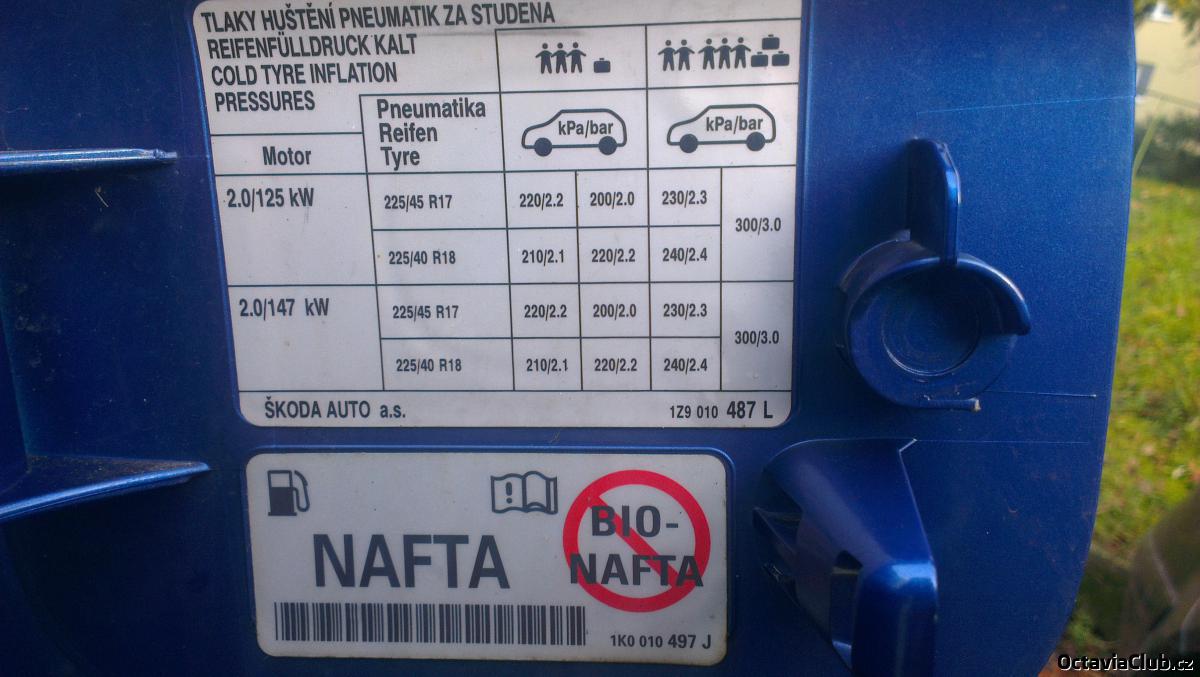 TLAKY HUŠTĚNÍ PNEUMATIK ZA STUDENA
REIFENFÜLLDRUCK KALT
COLD TYRE INFLATION
PRESSURES
Motor
Pneumatika
Reifen
Tyre
kPa/bar
kPa/bar
2.0/125 kW
225/45 R17 220/2.2 200/2.0 230/2.3
300/3.0
225/40 R18 210/2.1 220/2.2 240/2.4
2.0/147 kW
225/45 R17 220/2.2 200/2.0 230/2.3
300/3.0
225/40 R18 210/2.1 220/2.2 240/2.4
ŠKODA AUTO a.s. 1Z9 010 487 L
NAFTA
BIO-
NAFTA
1K0 010 497 J
OctaviaClub.cz